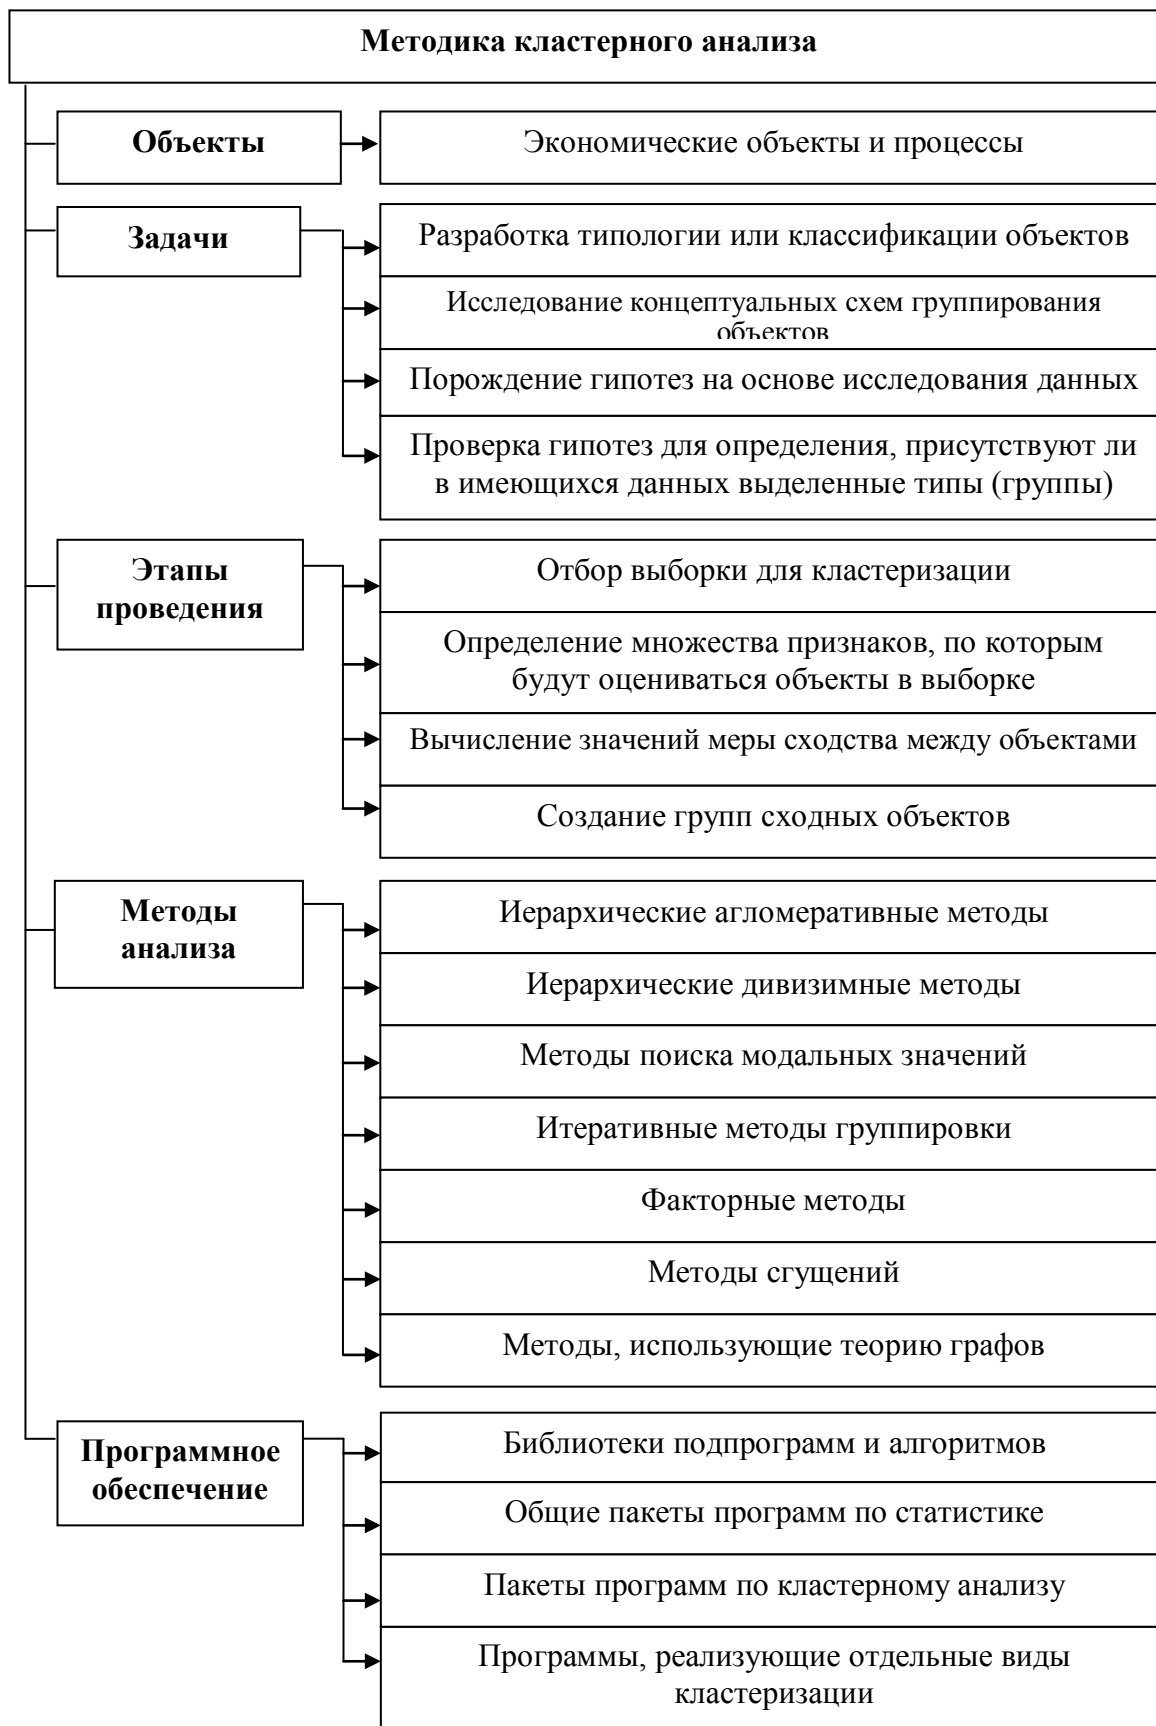 Методика кластерного анализа
Объекты
Экономические объекты и процессы
Задачи
Разработка типологии или классификации объектов
Исследование концептуальных схем группирования
объектов
Порождение гипотез на основе исследования данных
Проверка гипотез для определения, присутствуют ли
в имеющихся данных выделенные типы (группы)
Этапы
проведения
Отбор выборки для кластеризации
Определение множества признаков, по которым
будут оцениваться объекты в выборке
Вычисление значений меры сходства между объектами
Создание групп сходных объектов
Методы
анализа
Иерархические агломеративные методы
Иерархические дивизимные методы
Методы поиска модальных значений
Итеративные методы группировки
Факторные методы
Методы сгущений
Методы, использующие теорию графов
Программное
обеспечение
Библиотеки подпрограмм и алгоритмов
Общие пакеты программ по статистике
Пакеты программ по кластерному анализу
Программы, реализующие отдельные виды
кластеризации